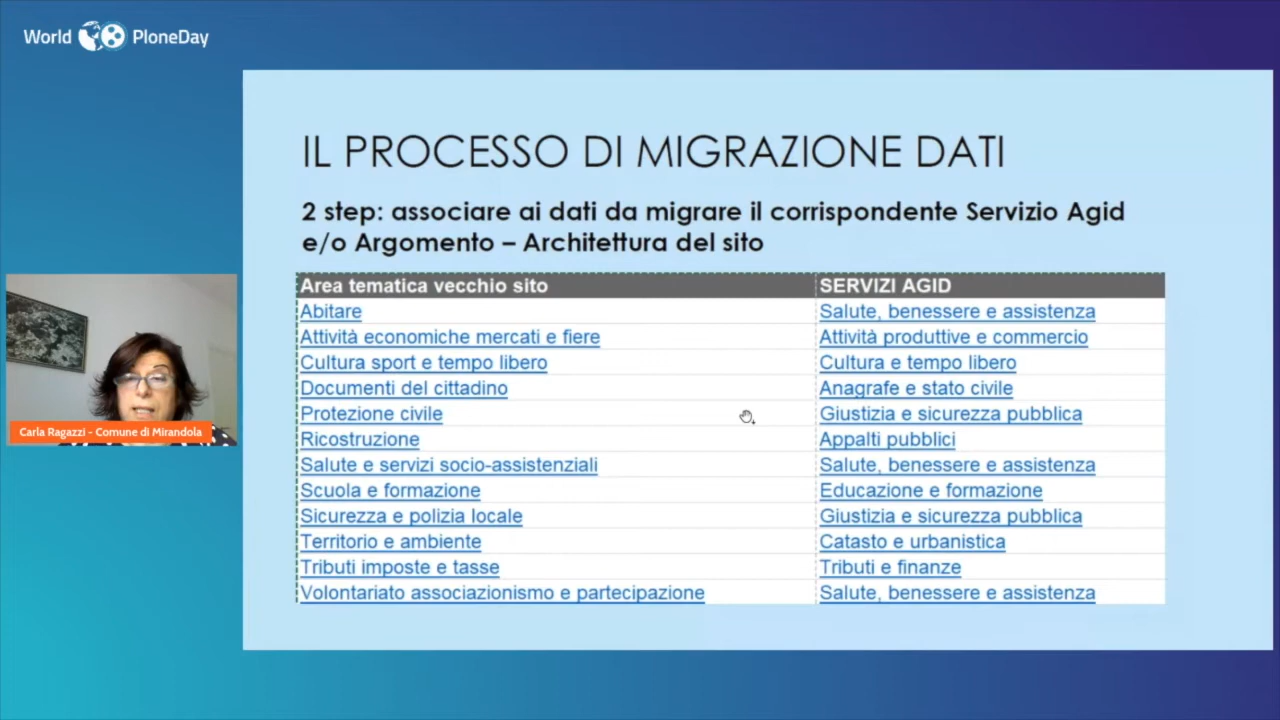 World PloneDay
IL PROCESSO DI MIGRAZIONE DATI
2 step: associare ai dati da migrare il corrispondente Servizio Agid
e/o Argomento – Architettura del sito
Area tematica vecchio sito SERVIZI AGID
Abitare Salute, benessere e assistenza
Attività economiche mercati e fiere Attività produttive e commercio
Cultura sport e tempo libero Cultura e tempo libero
Documenti del cittadino Anagrafe e stato civile
Protezione civile Giustizia e sicurezza pubblica
Ricostruzione Appalti pubblici
Salute e servizi socio-assistenziali Salute, benessere e assistenza
Scuola e formazione Educazione e formazione
Sicurezza e polizia locale Giustizia e sicurezza pubblica
Territorio e ambiente Catasto e urbanistica
Tributi imposte e tasse Tributi e finanze
Volontariato associazionismo e partecipazione Salute, benessere e assistenza
Carla Ragazzi - Comune di Mirandola